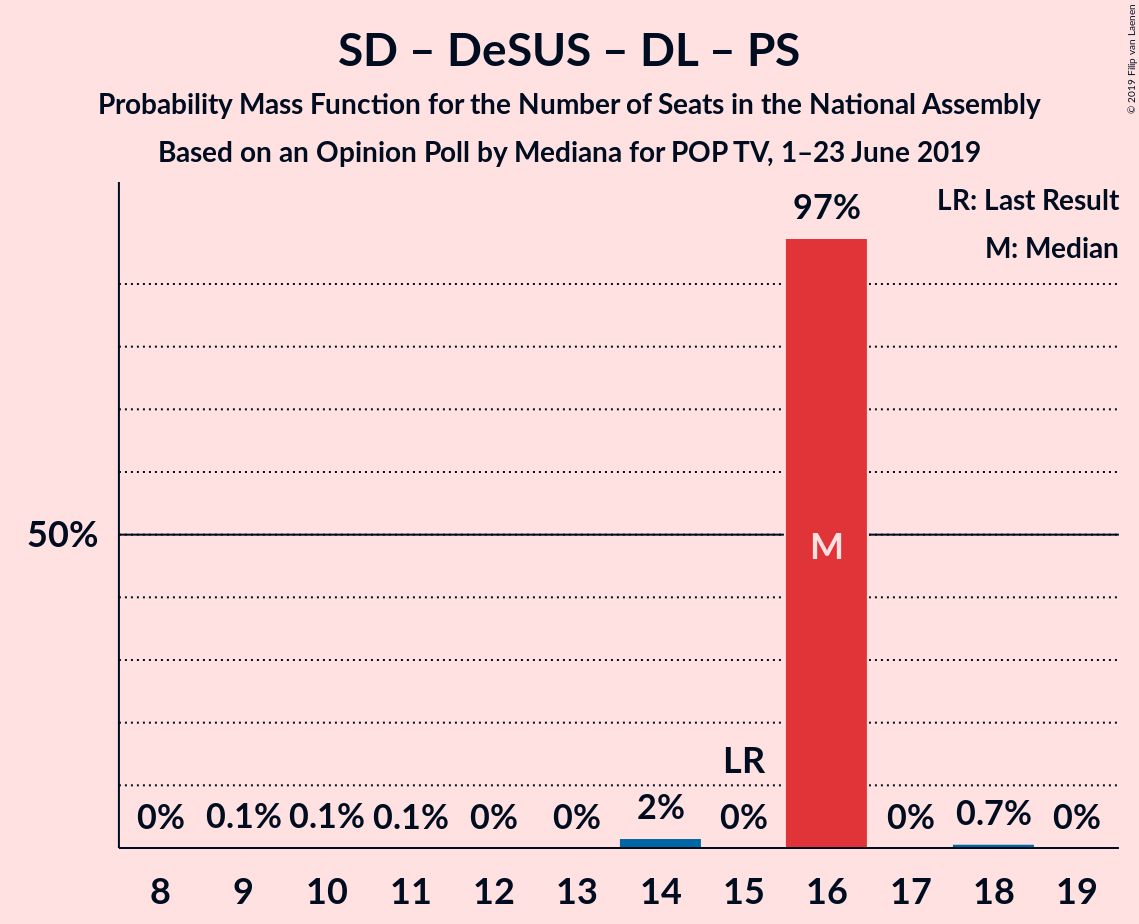 SD – DeSUS – DL – PS
Probability Mass Function for the Number of Seats in the National Assembly
Based on an Opinion Poll by Mediana for POP TV, 1–23 June 2019
© 2019 Filip van Laenen
LR: Last Result
M: Median
97%
50%
M
LR
0% 0.1% 0.1% 0.1% 0% 0% 2% 0% 0% 0.7% 0%
8 9 10 11 12 13 14 15 16 17 18 19